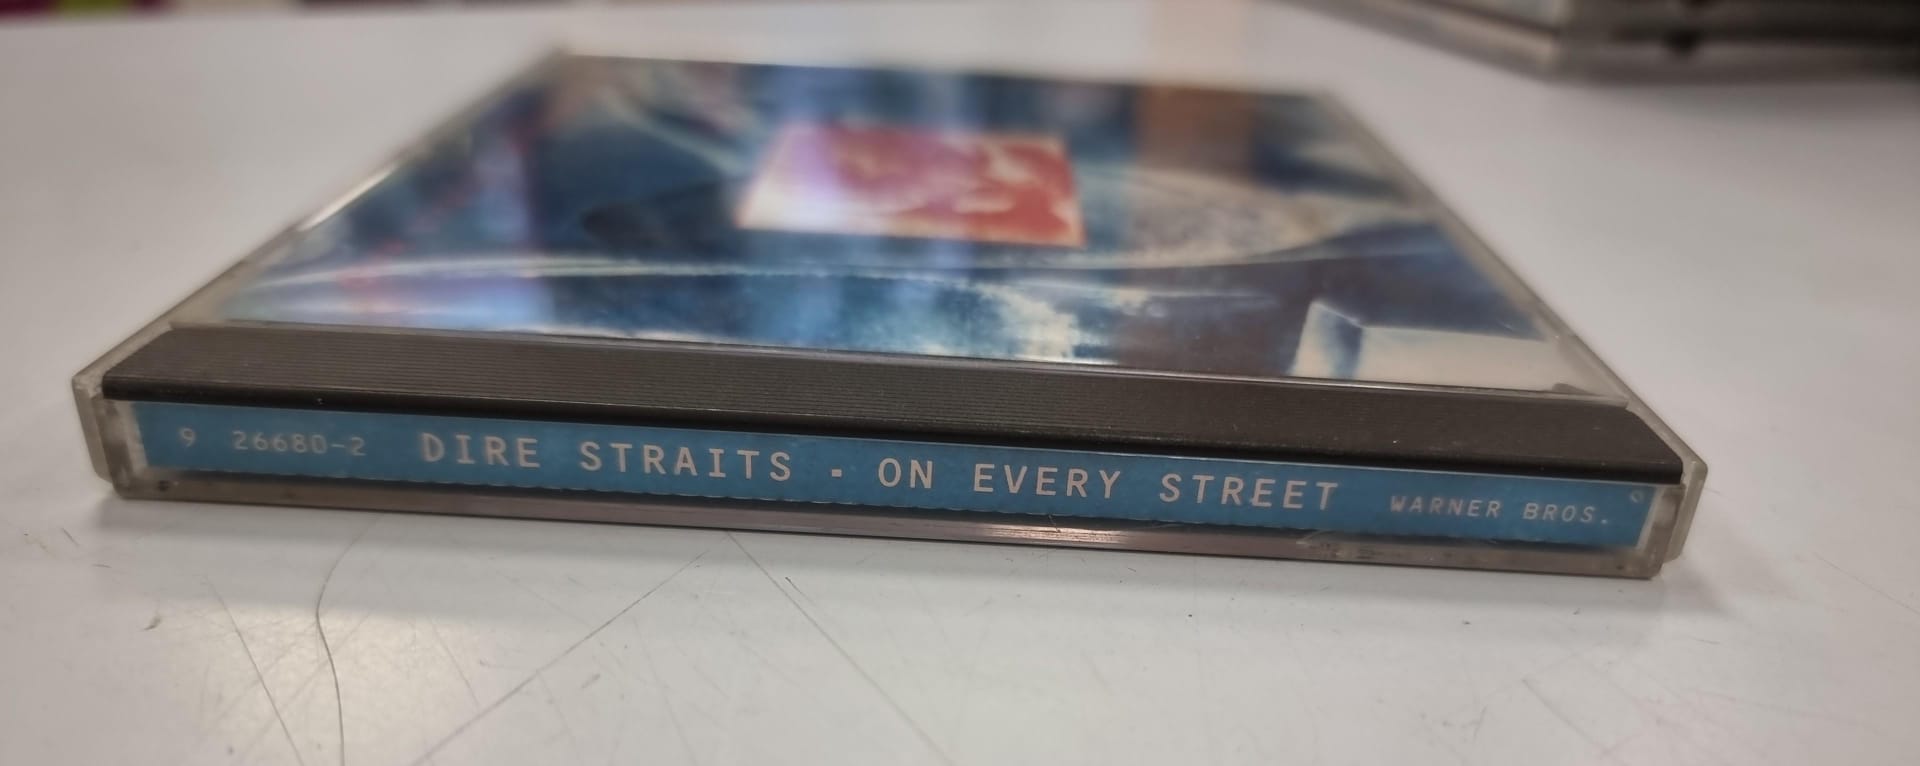 9 26680-2 DIRE STRAITS · ON EVERY STREET WARNER BROS.